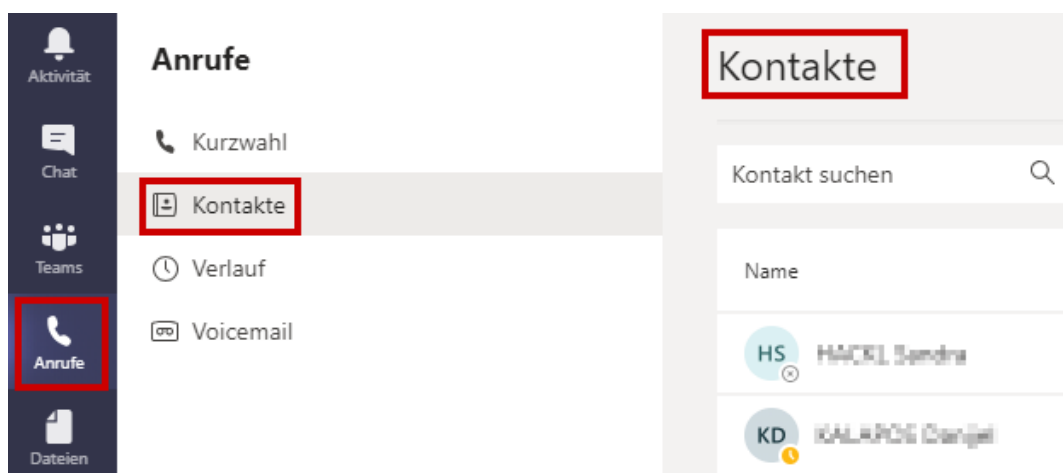 Aktivität
Chat
Teams
Anrufe
Dateien
Anrufe
Kurzwahl
Kontakte
Verlauf
Voicemail
Kontakte
Kontakt suchen
Name
HS
KD